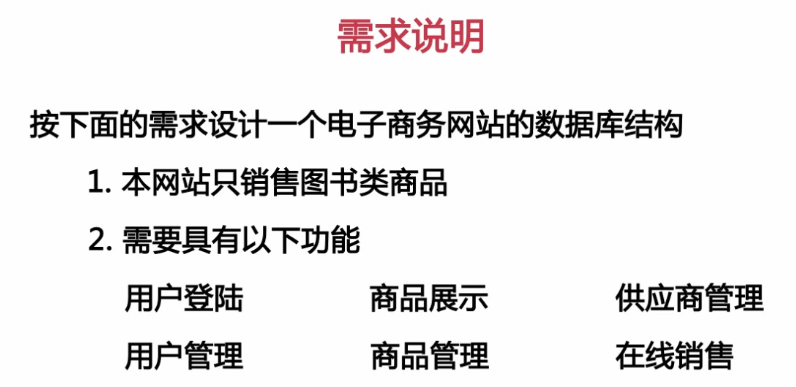 需求说明
按下面的需求设计一个电子商务网站的数据库结构
1. 本网站只销售图书类商品
2. 需要具有以下功能
用户登陆 商品展示 供应商管理
用户管理 商品管理 在线销售